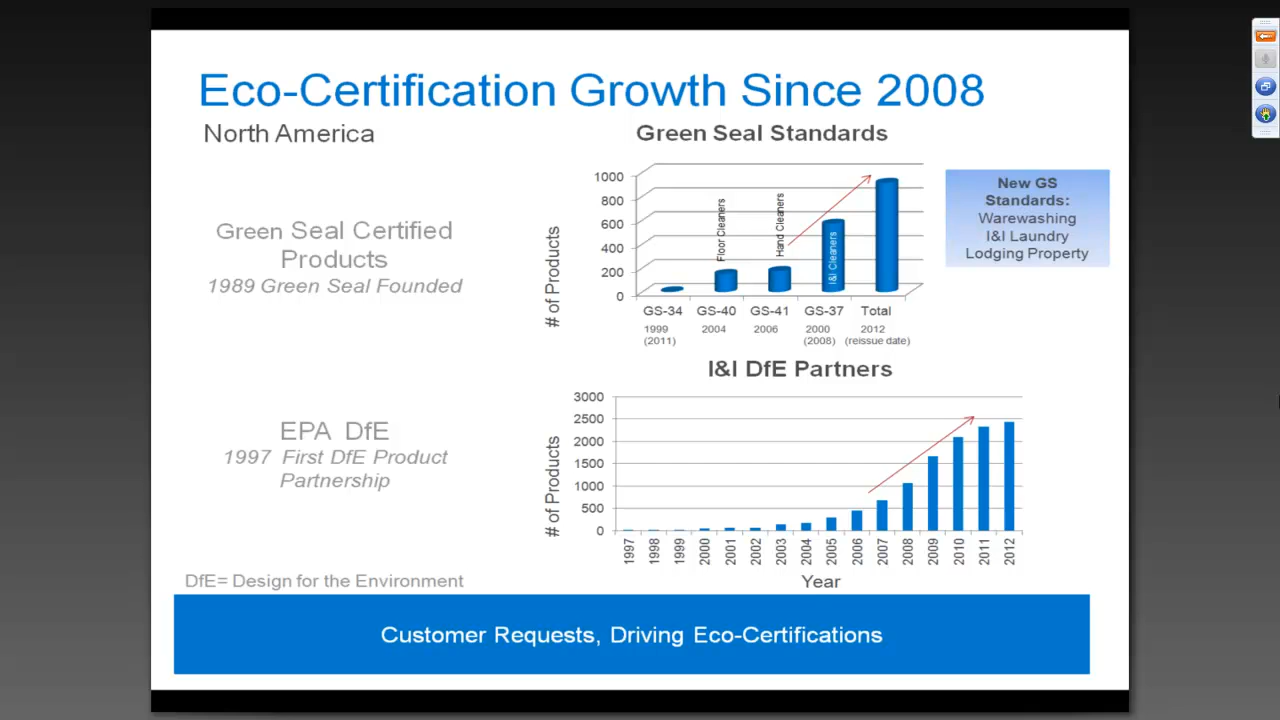 Eco-Certification Growth Since 2008
North America
Green Seal Certified
Products
1989 Green Seal Founded
Green Seal Standards
# of Products
1000
800
600
400
200
0
Floor Cleaners
Hand Cleaners
I&I Cleaners
GS-34 GS-40 GS-41 GS-37 Total
1999 2004 2006 2000 2012
(2011) (2008) (reissue date)
New GS
Standards:
Warewashing
I&I Laundry
Lodging Property
EPA DfE
1997 First DfE Product
Partnership
I&I DfE Partners
# of Products
3000
2500
2000
1500
1000
500
0
1997 1998 1999 2000 2001 2002 2003 2004 2005 2006 2007 2008 2009 2010 2011 2012
Year
DfE= Design for the Environment
Customer Requests, Driving Eco-Certifications